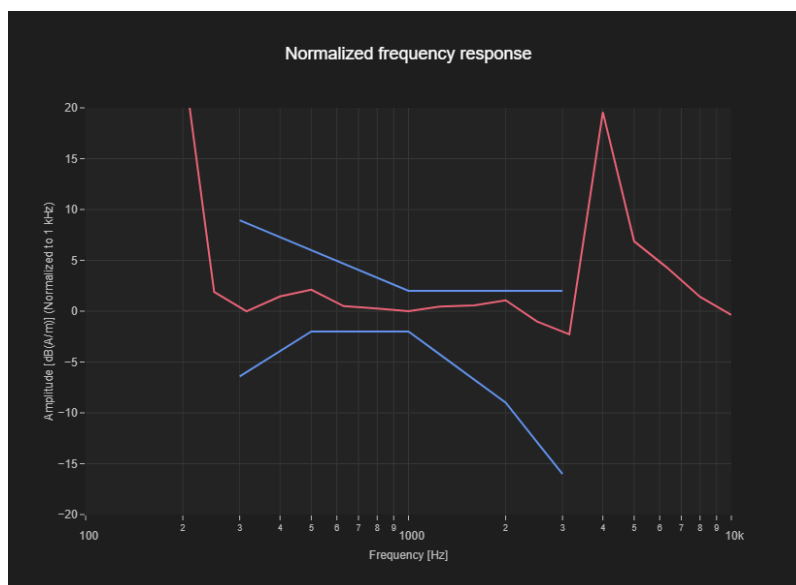 Normalized frequency response
Amplitude [dB(A/m)] (Normalized to 1 kHz)
20
15
10
5
0
−5
−10
−15
−20
100 2 3 4 5 6 7 8 9 1000 2 3 4 5 6 7 8 9 10k
Frequency [Hz]